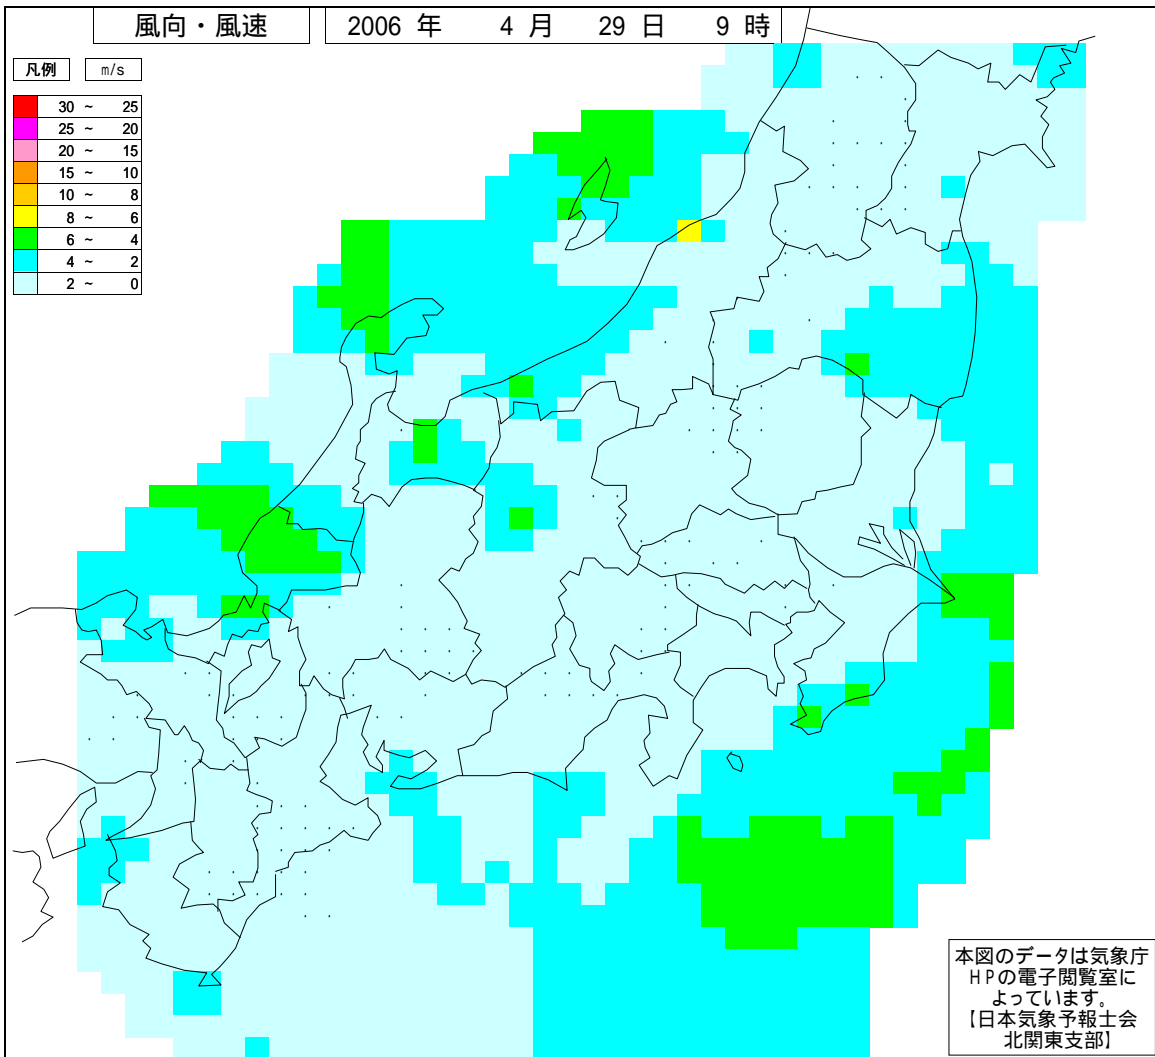 風向・風速
2006 年 4 月 29 日 9 時
凡例 m/s
30 ~ 25
25 ~ 20
20 ~ 15
15 ~ 10
10 ~ 8
8 ~ 6
6 ~ 4
4 ~ 2
2 ~ 0
本図のデータは気象庁
HPの電子閲覧室に
よっています。
【日本気象予報士会
北関東支部】